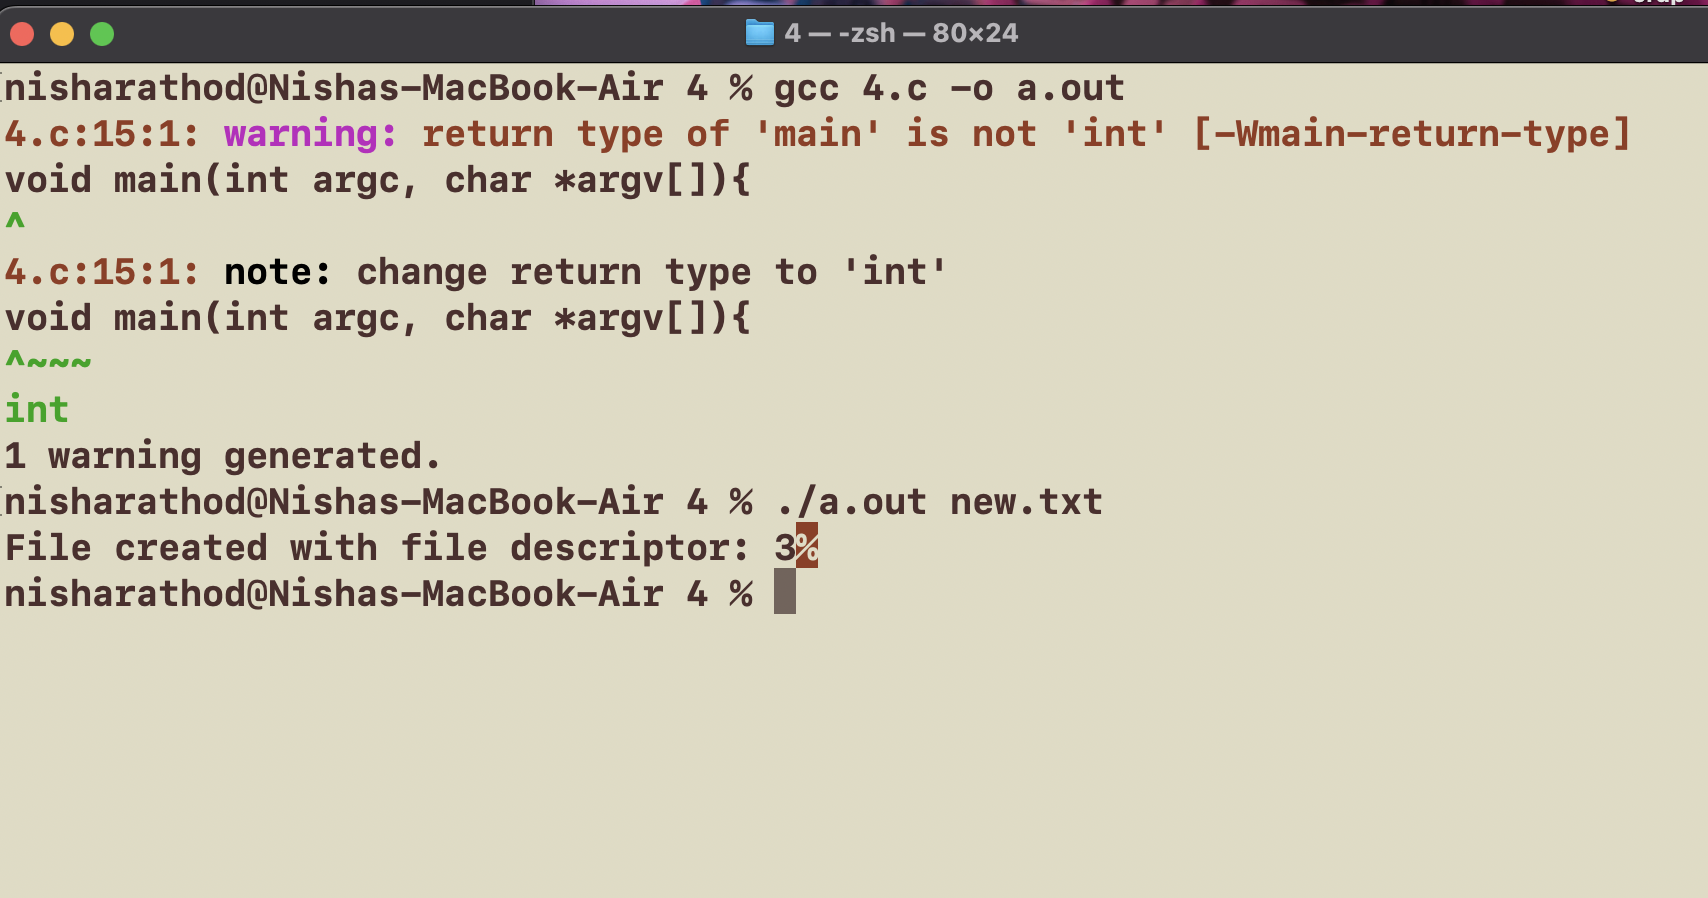 4 — -zsh — 80×24
nisharathod@Nishas-MacBook-Air 4 % gcc 4.c -o a.out
4.c:15:1: warning: return type of 'main' is not 'int' [-Wmain-return-type]
void main(int argc, char *argv[]){
^
4.c:15:1: note: change return type to 'int'
void main(int argc, char *argv[]){
^~~~
int
1 warning generated.
nisharathod@Nishas-MacBook-Air 4 % ./a.out new.txt
File created with file descriptor: 3%
nisharathod@Nishas-MacBook-Air 4 %